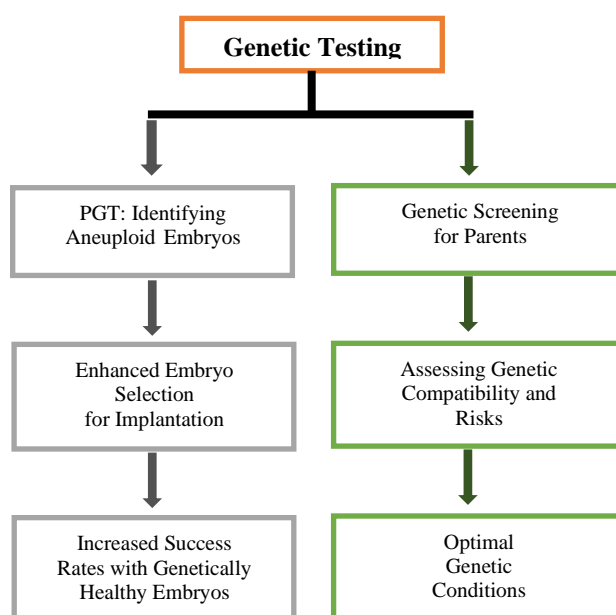 Genetic Testing
PGT: Identifying
Aneuploid Embryos
Genetic Screening
for Parents
Enhanced Embryo
Selection
for Implantation
Assessing Genetic
Compatibility and
Risks
Increased Success
Rates with Genetically
Healthy Embryos
Optimal
Genetic
Conditions